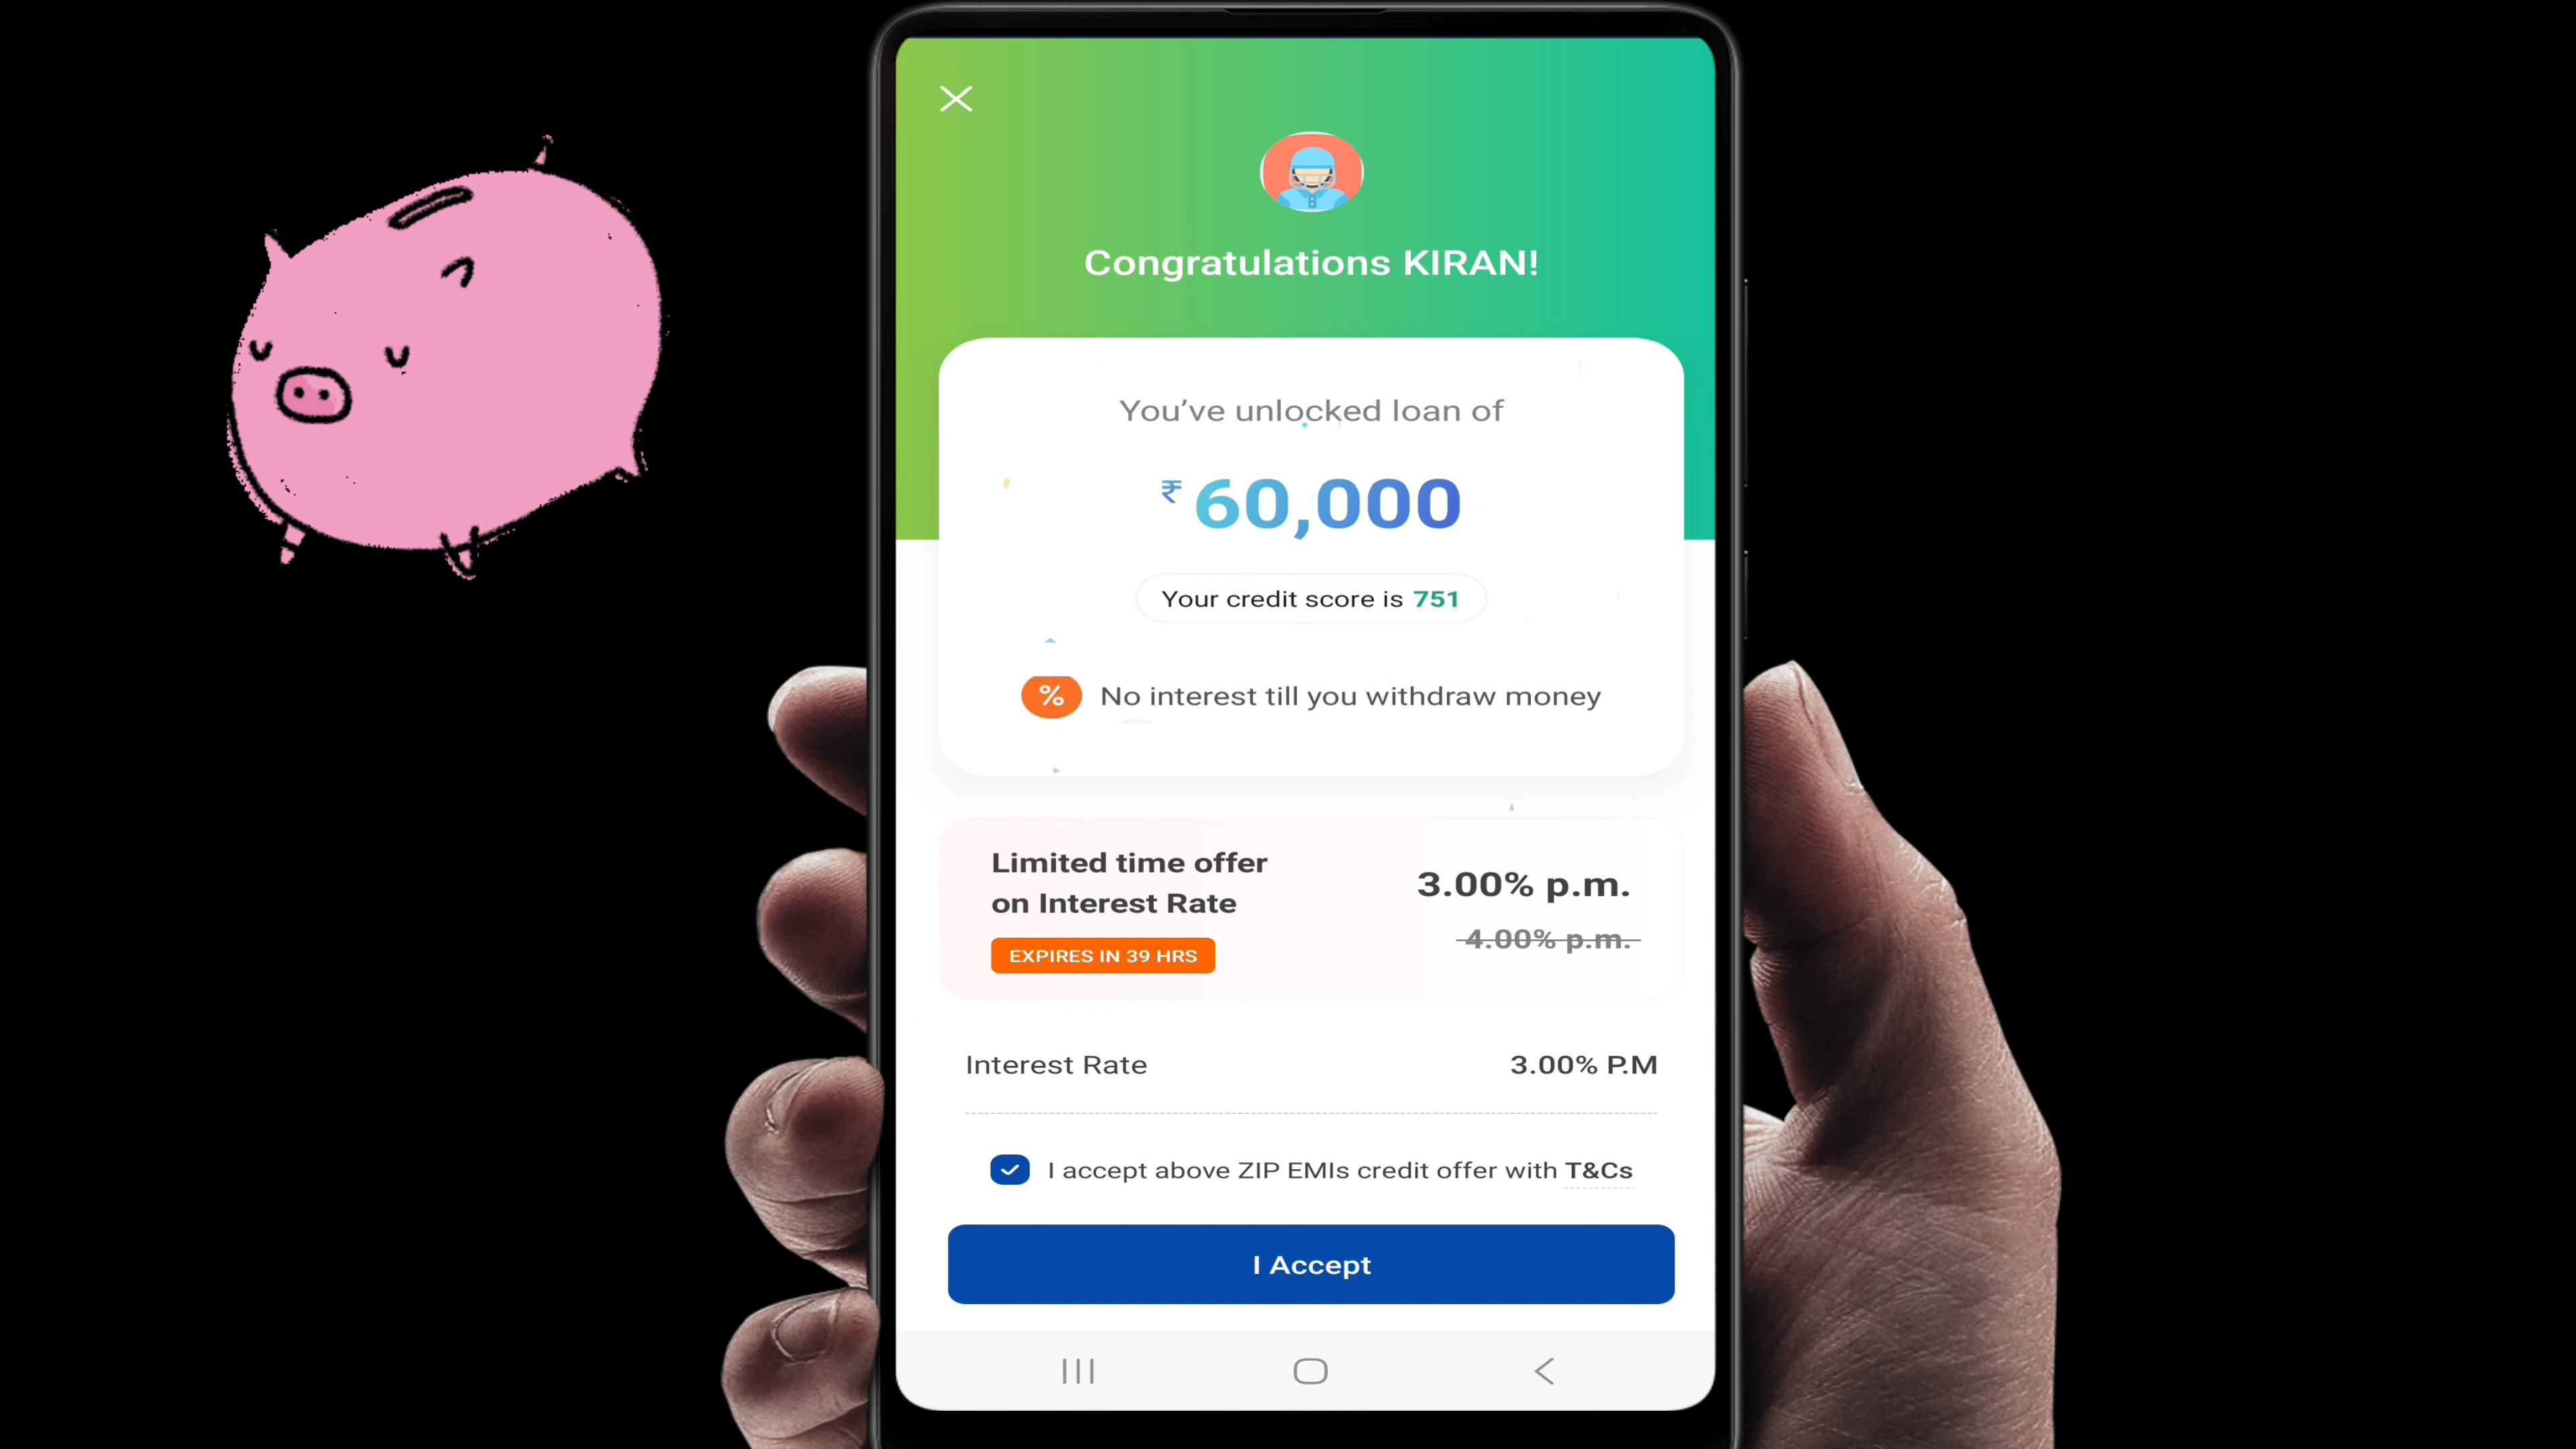 Congratulations KIRAN!
You've unlocked loan of
₹ 60,000
Your credit score is 751
% No interest till you withdraw money
Limited time offer
on Interest Rate
EXPIRES IN 39 HRS
3.00% p.m.
4.00% p.m.
Interest Rate 3.00% P.M
I accept above ZIP EMIs credit offer with T&Cs
I Accept